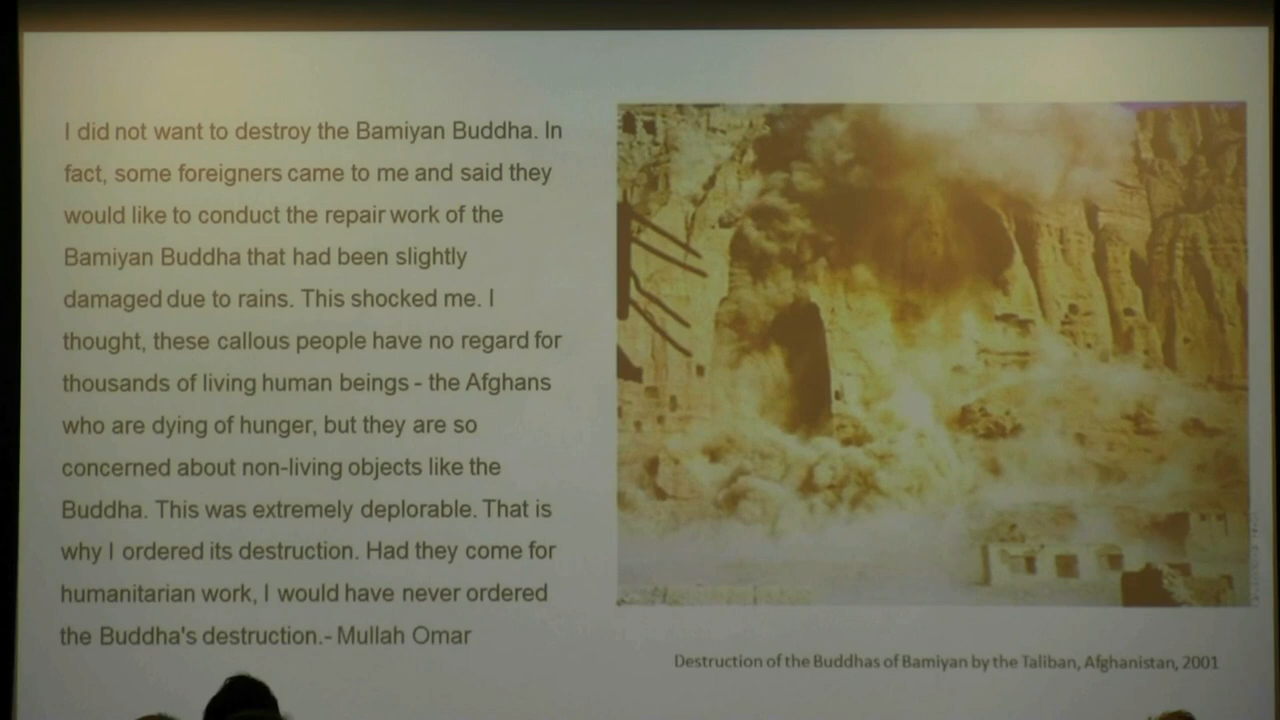 I did not want to destroy the Bamiyan Buddha. In
fact, some foreigners came to me and said they
would like to conduct the repair work of the
Bamiyan Buddha that had been slightly
damaged due to rains. This shocked me. I
thought, these callous people have no regard for
thousands of living human beings - the Afghans
who are dying of hunger, but they are so
concerned about non-living objects like the
Buddha. This was extremely deplorable. That is
why I ordered its destruction. Had they come for
humanitarian work, I would have never ordered
the Buddha's destruction.- Mullah Omar
Destruction of the Buddhas of Bamiyan by the Taliban, Afghanistan, 2001